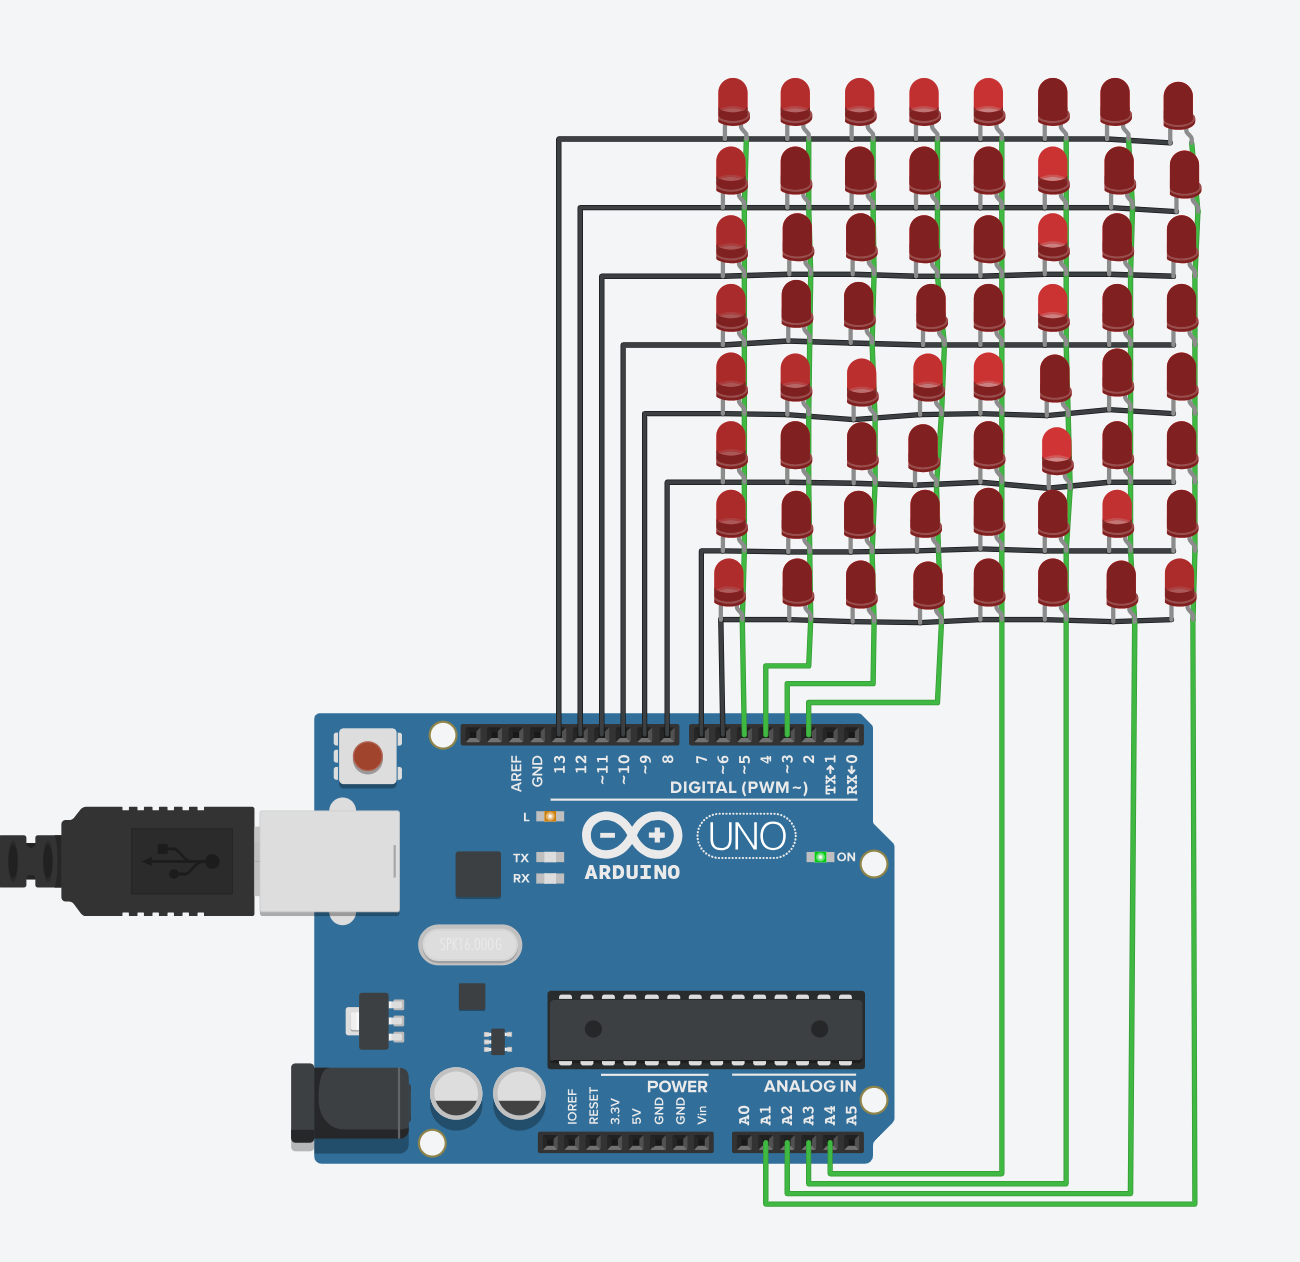 AREF
GND
13
12
~11
~10
~9
8
7
~6
~5
4
~3
2
TX→1
RX←0
DIGITAL (PWM~)
L
TX
RX
ARDUINO
UNO
ON
SPK16.000G
POWER
ANALOG IN
IOREF
RESET
3.3V
5V
GND
GND
Vin
A0
A1
A2
A3
A4
A5